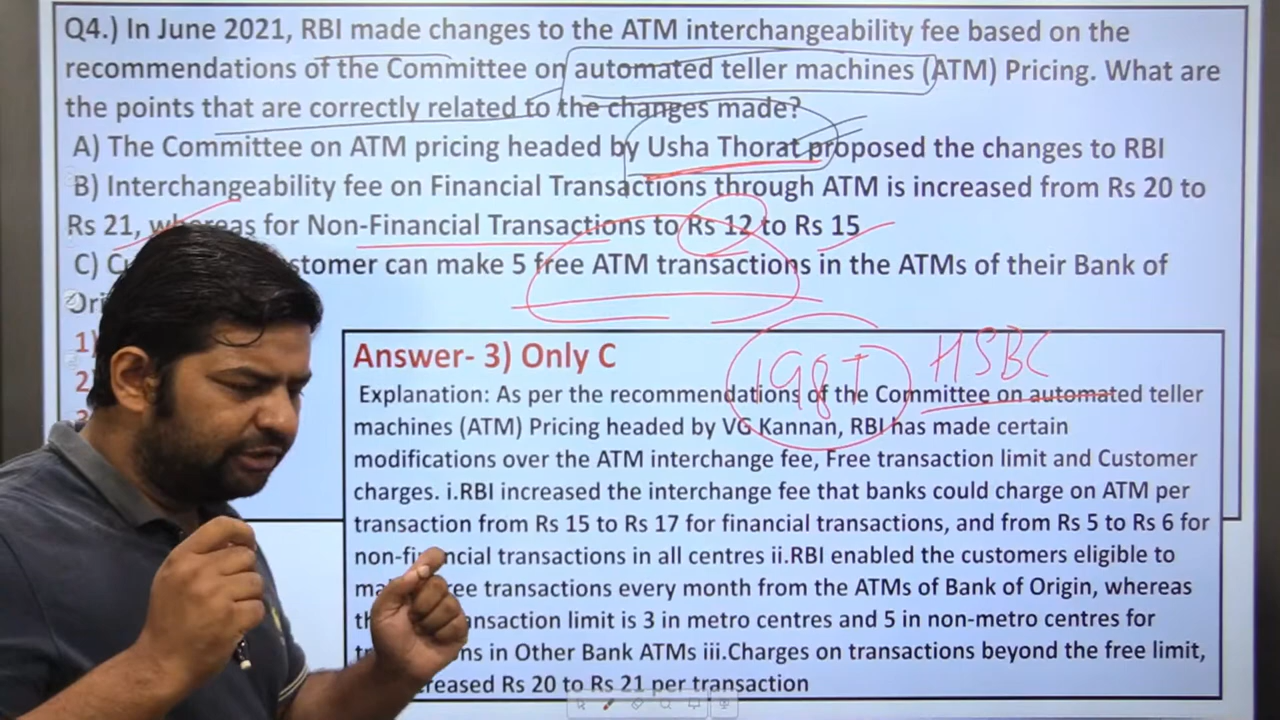 Q4.) In June 2021, RBI made changes to the ATM interchangeability fee based on the
recommendations of the Committee on automated teller machines (ATM) Pricing. What are
the points that are correctly related to the changes made?
A) The Committee on ATM pricing headed by Usha Thorat proposed the changes to RBI
B) Interchangeability fee on Financial Transactions through ATM is increased from Rs 20 to
Rs 21, whereas for Non-Financial Transactions to Rs 12 to Rs 15
C) stomer can make 5 free ATM transactions in the ATMs of their Bank of
Ori
1)
2)
Answer- 3) Only C
HSBC
Explanation: As per the recommendations of the Committee on automated teller
machines (ATM) Pricing headed by VG Kannan, RBI has made certain
modifications over the ATM interchange fee, Free transaction limit and Customer
charges. i.RBI increased the interchange fee that banks could charge on ATM per
transaction from Rs 15 to Rs 17 for financial transactions, and from Rs 5 to Rs 6 for
non-financial transactions in all centres ii.RBI enabled the customers eligible to
ee transactions every month from the ATMs of Bank of Origin, whereas
ansaction limit is 3 in metro centres and 5 in non-metro centres for
ns in Other Bank ATMs iii.Charges on transactions beyond the free limit,
reased Rs 20 to Rs 21 per transaction